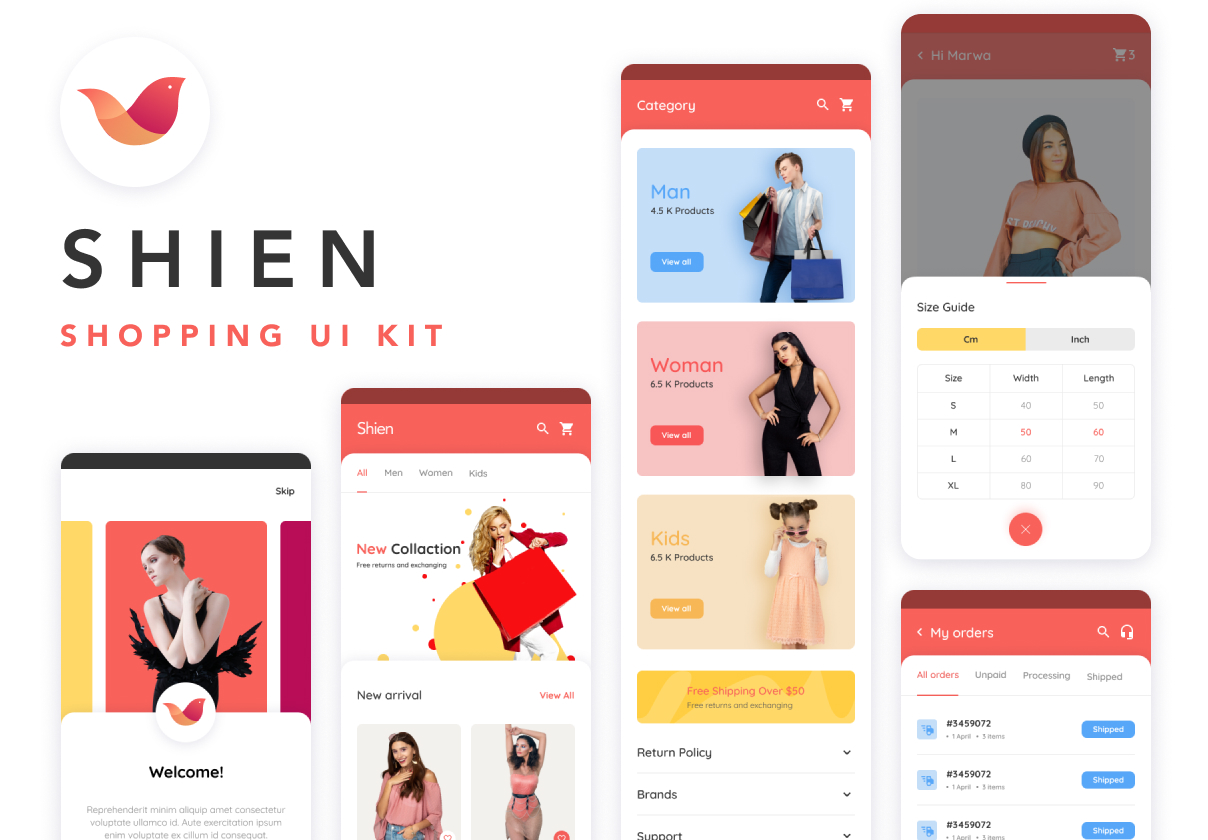 SHIEN
SHOPPING UI KIT
Skip
Welcome!
Reprehenderit minim aliquip amet consectetur
voluptate ullamco id. Aute exercitation ipsum
enim voluptate ex cillum id consequat.
Shien
All Men Women Kids
New Collaction
Free returns and exchanging
New arrival View All
Category
Man
4.5 K Products
View all
Woman
6.5 K Products
View all
Kids
6.5 K Products
View all
Free Shipping Over $50
Free returns and exchanging
Return Policy
Brands
Support
Hi Marwa 3
Size Guide
Cm Inch
Size Width Length
S 40 50
M 50 60
L 60 70
XL 80 90
My orders
All orders Unpaid Processing Shipped
#3459072
• 1 April • 3 items
Shipped
#3459072
• 1 April • 3 items
Shipped
#3459072
• 1 April • 3 items
Shipped